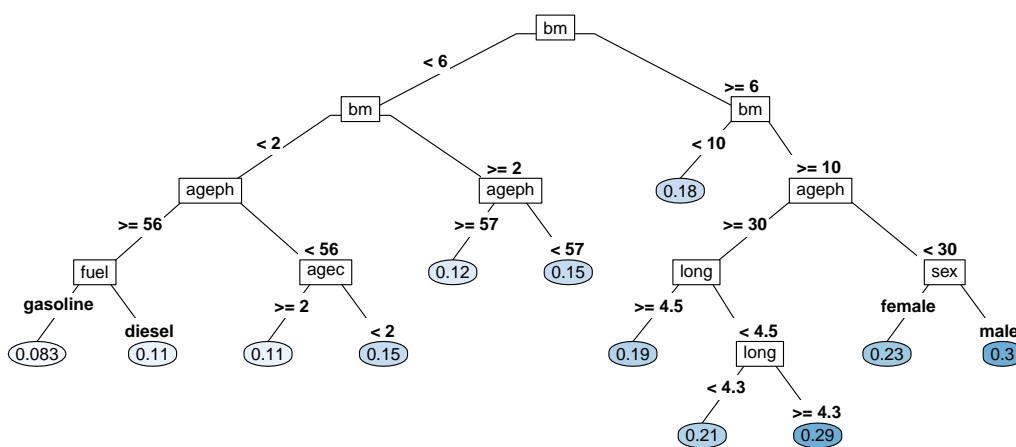 bm
< 6
>= 6
bm
bm
< 2
>= 2
< 10
>= 10
ageph
ageph
0.18
ageph
>= 56
< 56
>= 57
< 57
>= 30
< 30
fuel
agec
0.12
0.15
long
sex
gasoline
diesel
>= 2
< 2
>= 4.5
< 4.5
female
male
0.083
0.11
0.11
0.15
0.19
long
0.23
0.3
< 4.3
>= 4.3
0.21
0.29